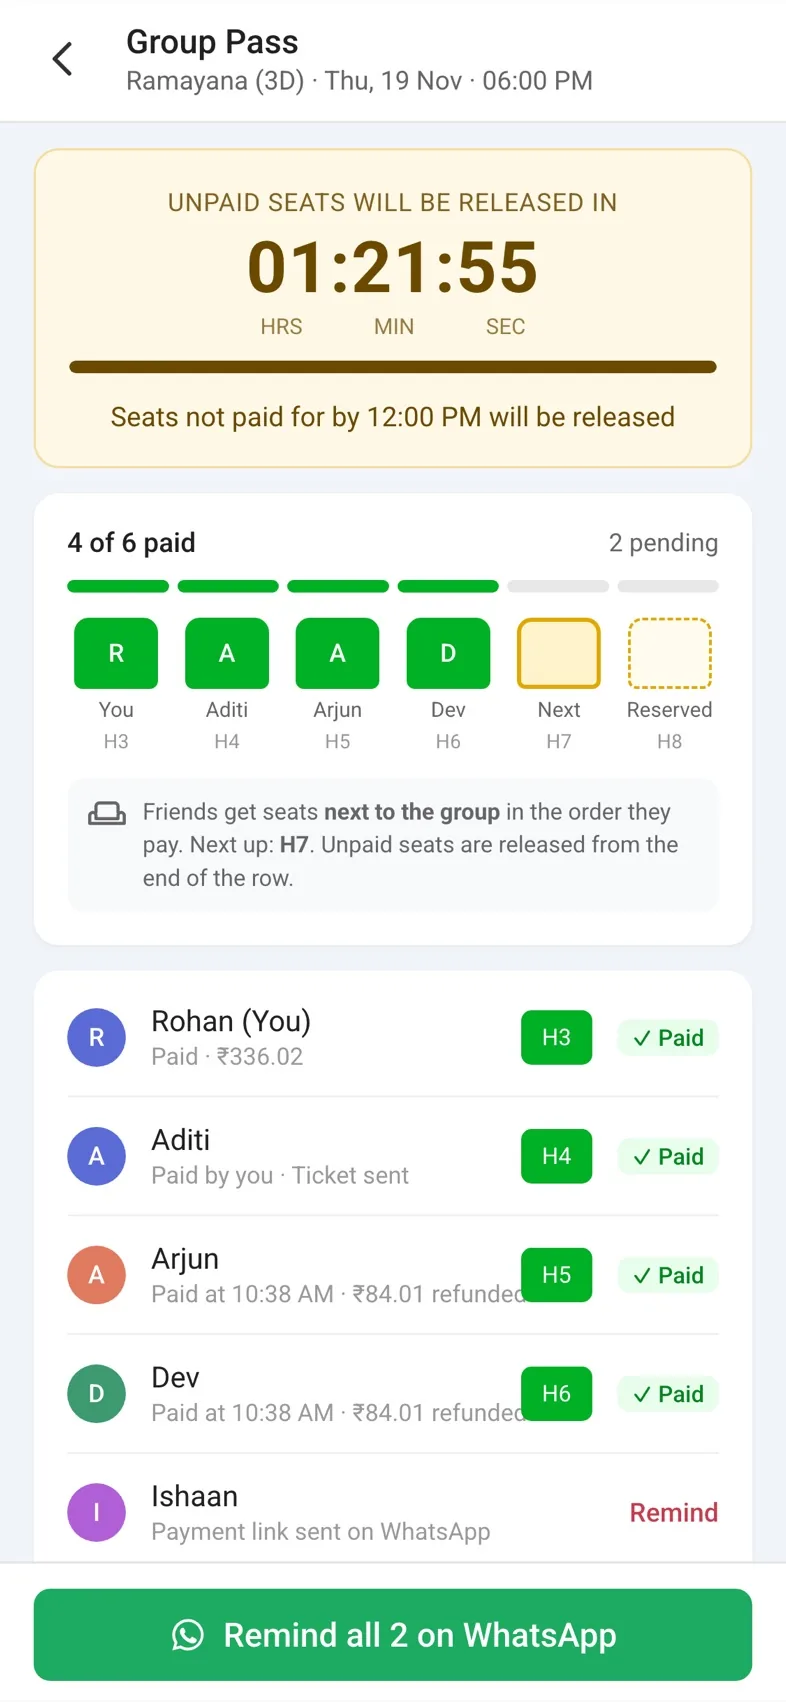 Group Pass
Ramayana (3D) · Thu, 19 Nov · 06:00 PM
UNPAID SEATS WILL BE RELEASED IN
01:21:55
HRS MIN SEC
Seats not paid for by 12:00 PM will be released
4 of 6 paid 2 pending
R A A D
You Aditi Arjun Dev Next Reserved
H3 H4 H5 H6 H7 H8
Friends get seats next to the group in the order they
pay. Next up: H7. Unpaid seats are released from the
end of the row.
R Rohan (You) H3 ✓ Paid
Paid · ₹336.02
A Aditi H4 ✓ Paid
Paid by you · Ticket sent
A Arjun H5 ✓ Paid
Paid at 10:38 AM · ₹84.01 refunded
D Dev H6 ✓ Paid
Paid at 10:38 AM · ₹84.01 refunded
I Ishaan Remind
Payment link sent on WhatsApp
Remind all 2 on WhatsApp